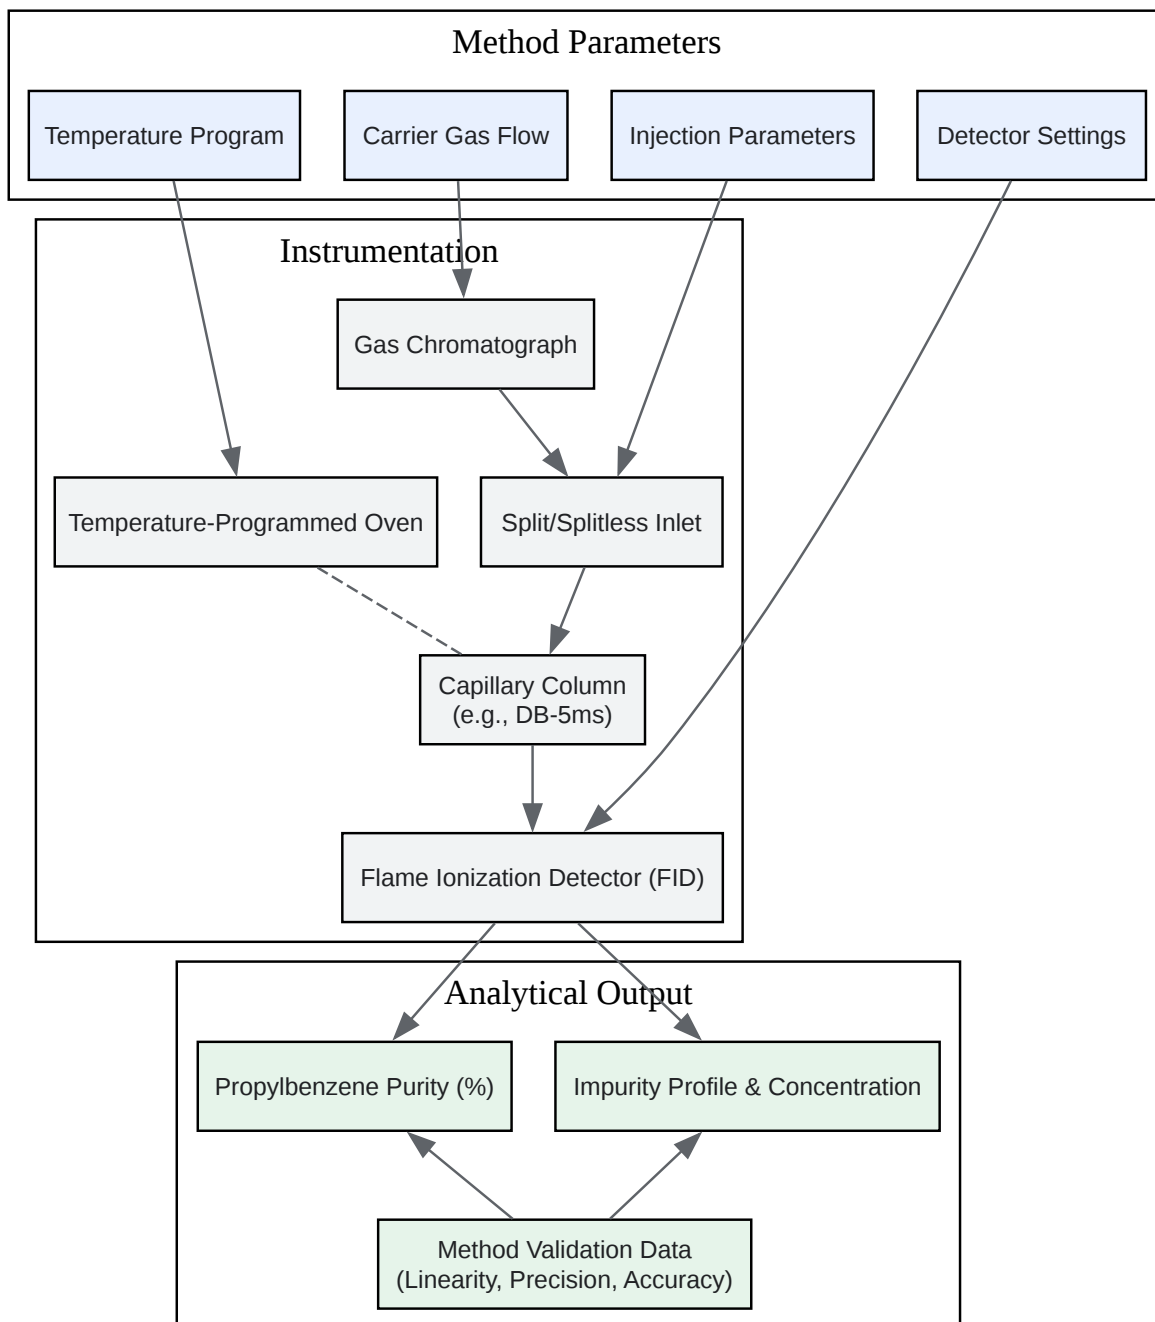 Method Parameters
Temperature Program
Carrier Gas Flow
Injection Parameters
Detector Settings
Instrumentation
Gas Chromatograph
Temperature-Programmed Oven
Split/Splitless Inlet
Capillary Column
(e.g., DB-5ms)
Flame Ionization Detector (FID)
Analytical Output
Propylbenzene Purity (%)
Impurity Profile & Concentration
Method Validation Data
(Linearity, Precision, Accuracy)